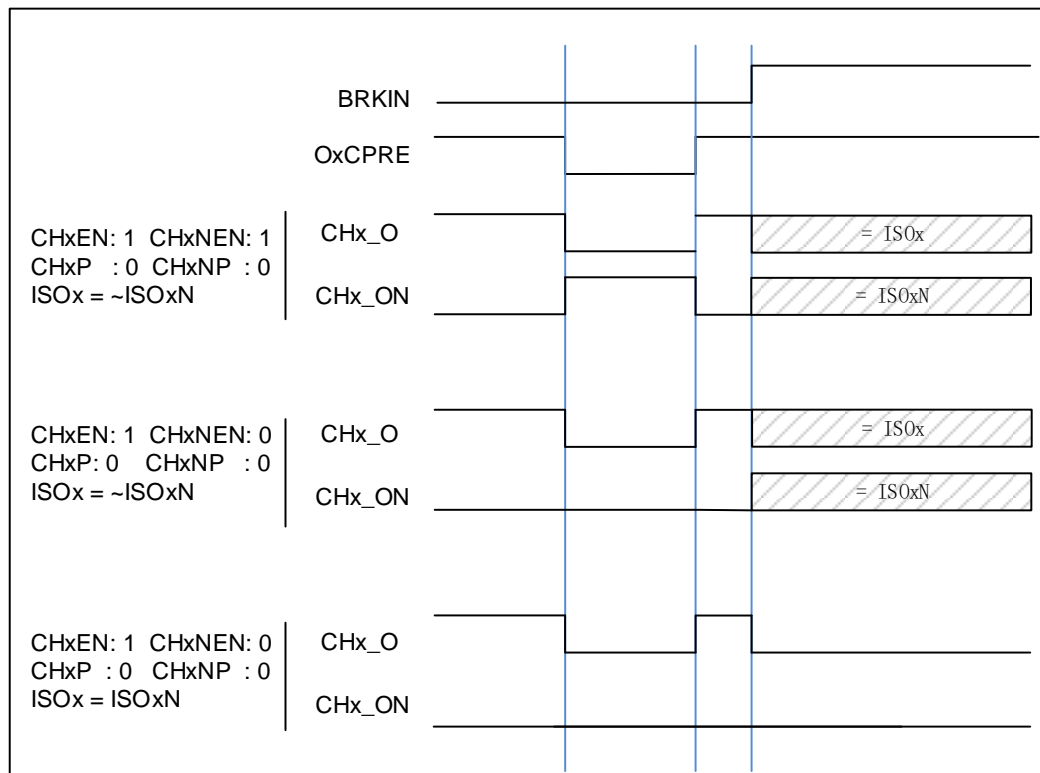 BRKIN
OxCPRE
CHxEN: 1 CHxNEN: 1
CHxP : 0 CHxNP : 0
ISOx = ~ISOxN
CHx_O
= ISOx
CHx_ON
= ISOxN
CHxEN: 1 CHxNEN: 0
CHxP: 0 CHxNP : 0
ISOx = ~ISOxN
CHx_O
= ISOx
CHx_ON
= ISOxN
CHxEN: 1 CHxNEN: 0
CHxP : 0 CHxNP : 0
ISOx = ISOxN
CHx_O
CHx_ON